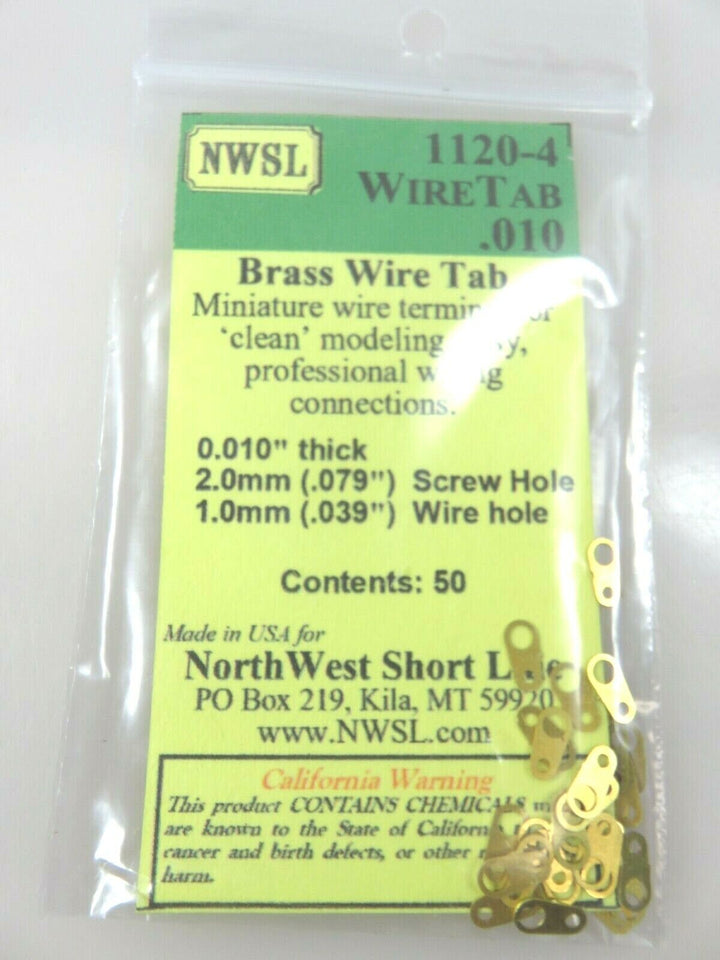 NWSL
1120-4
WIRETAB
.010
Brass Wire Tab
Miniature wire
'clean' modeling
professional
connections.
0.010" thick
2.0mm (.079") Screw Hole
1.0mm (.039") Wire hole
Contents: 50
Made in USA for
NorthWest Short
PO Box 219, Kila, MT 59920
www.NWSL.com
California Warning
This product CONTAINS CHEMICALS
are known to the State of California
cancer and birth defects, or other
harm.